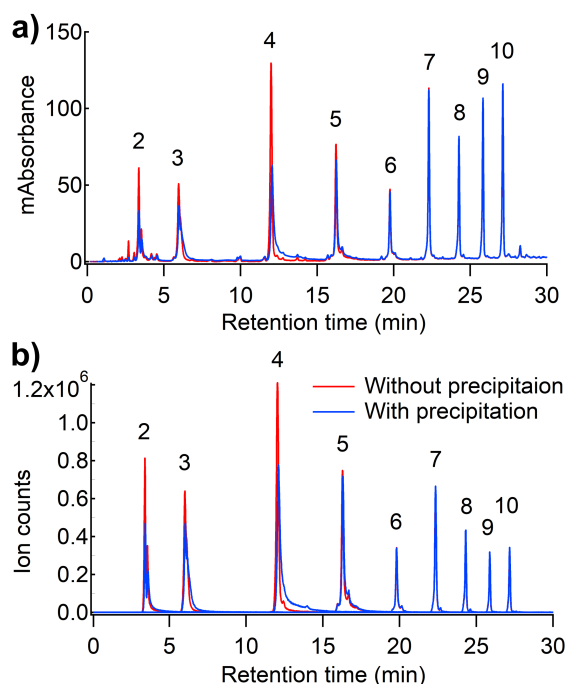 a)
150
100
50
0
mAbsorbance
2
3
4
5
6
7
8
9
10
0 5 10 15 20 25 30
Retention time (min)
b)
1.2x10⁶
1.0
0.8
0.6
0.4
0.2
0.0
Ion counts
2
3
4
5
6
7
8
9
10
Without precipitaion
With precipitation
0 5 10 15 20 25 30
Retention time (min)